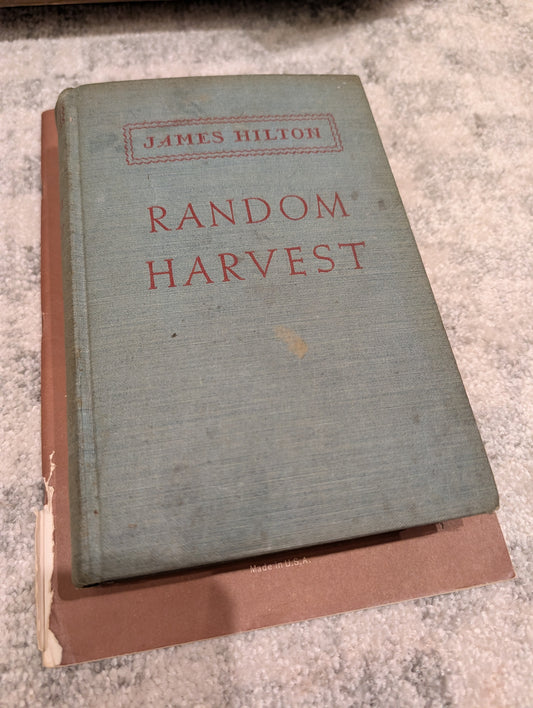 JAMES HILTON
RANDOM
HARVEST
Made in U.S.A.